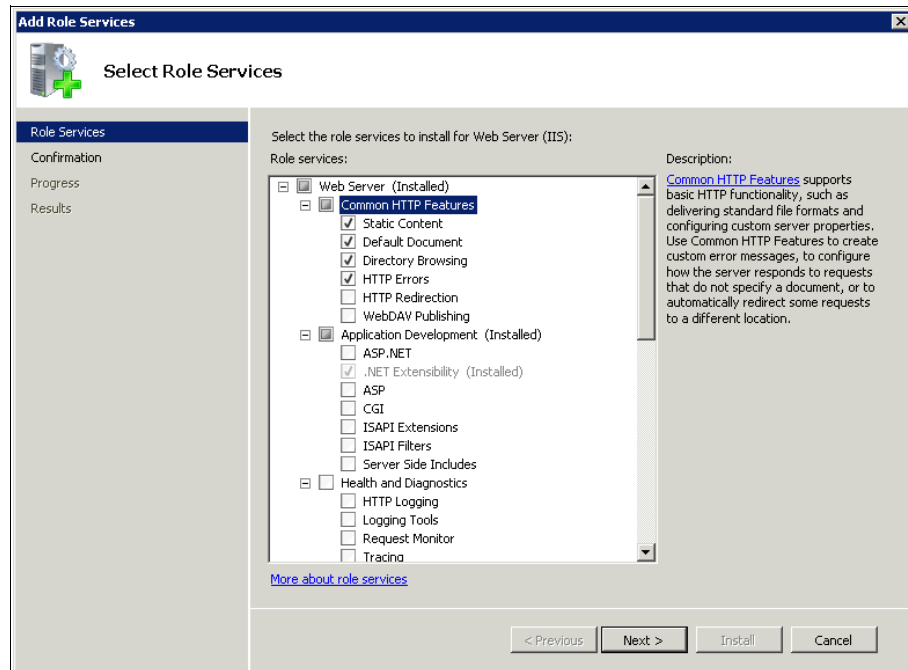 Add Role Services
Select Role Services
Role Services
Confirmation
Progress
Results
Select the role services to install for Web Server (IIS):
Role services:
Web Server (Installed)
Common HTTP Features
Static Content
Default Document
Directory Browsing
HTTP Errors
HTTP Redirection
WebDAV Publishing
Application Development (Installed)
ASP.NET
.NET Extensibility (Installed)
ASP
CGI
ISAPI Extensions
ISAPI Filters
Server Side Includes
Health and Diagnostics
HTTP Logging
Logging Tools
Request Monitor
Tracing
More about role services
Description:
Common HTTP Features supports
basic HTTP functionality, such as
delivering standard file formats and
configuring custom server properties.
Use Common HTTP Features to create
custom error messages, to configure
how the server responds to requests
that do not specify a document, or to
automatically redirect some requests
to a different location.
< Previous
Next >
Install
Cancel